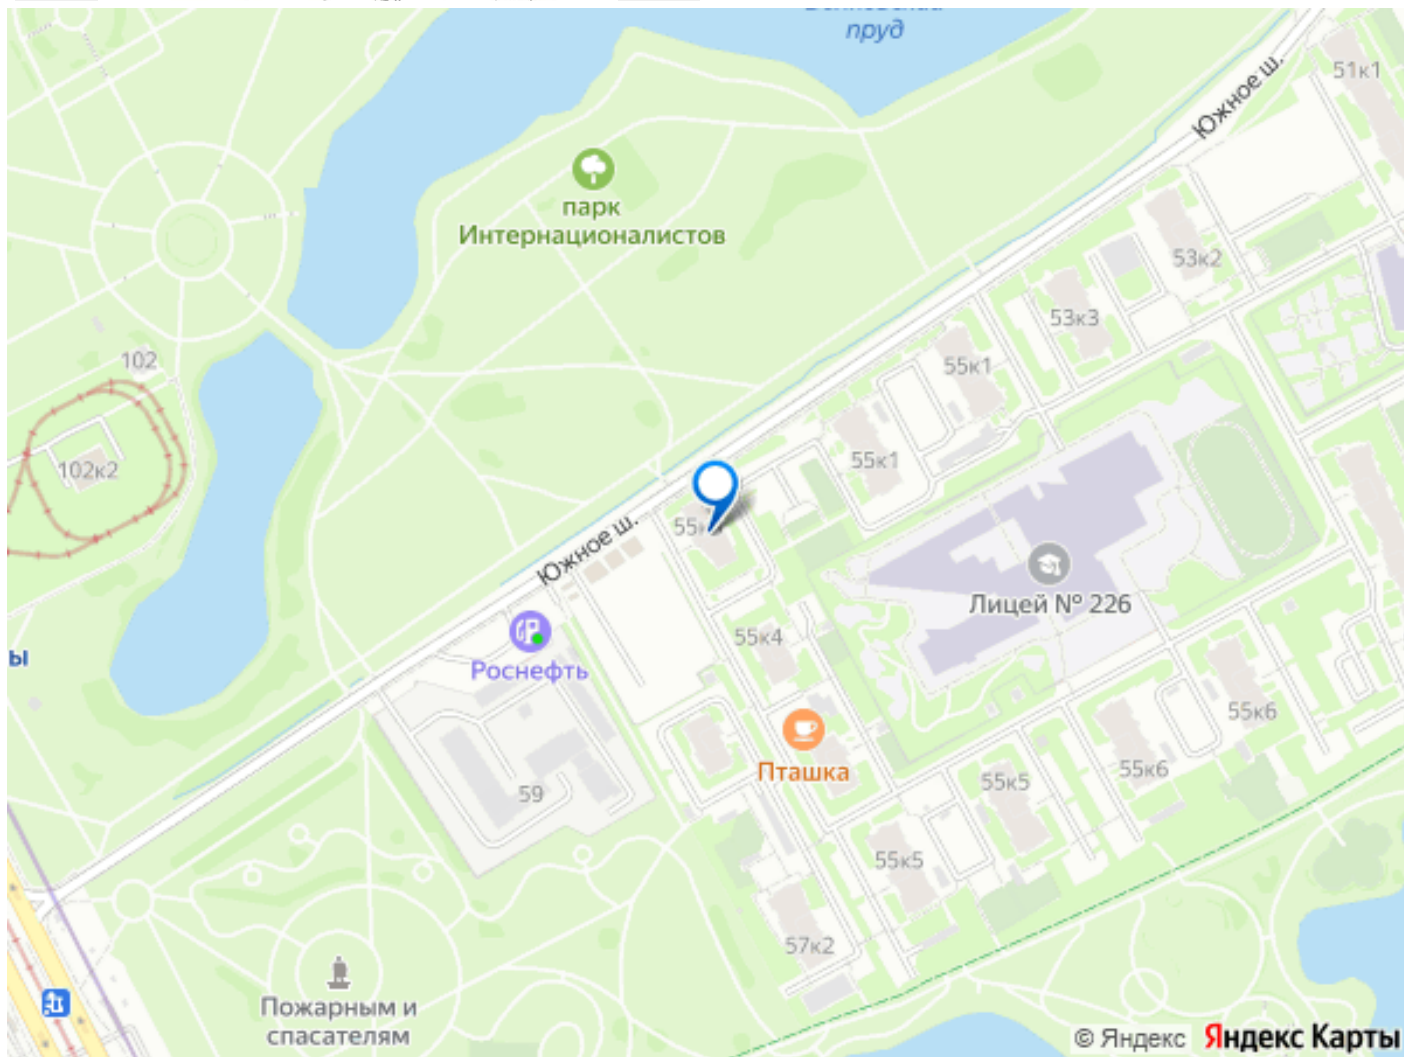 пруд
51к1
Южное ш.
парк
Интернационалистов
53к2
53к3
102
55к1
102к2
55к1
Южное ш.
Лицей № 226
55к4
Роснефть
ы
55к6
Пташка
55к6
55к5
59
55к5
57к2
Пожарным и
спасателям
© Яндекс Яндекс Карты